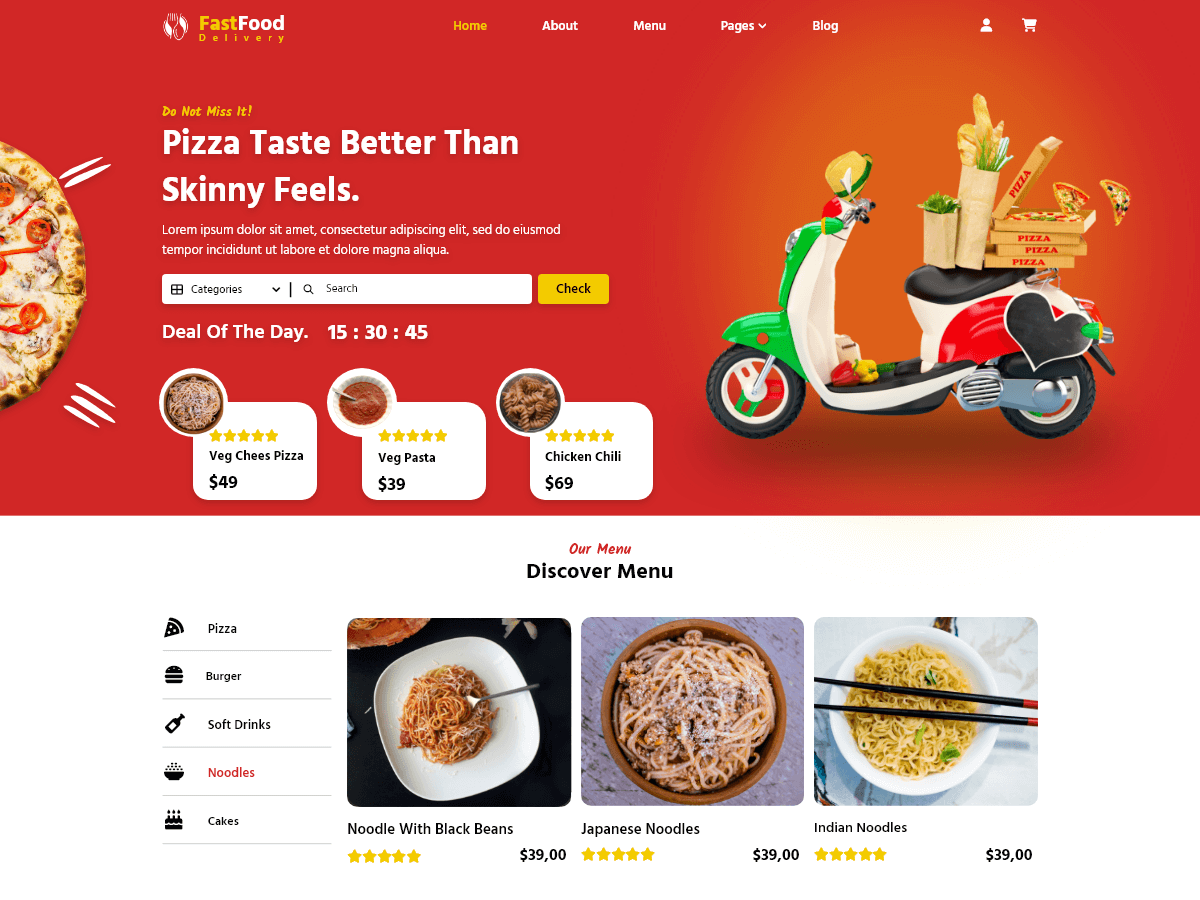 FastFood
Delivery
Home
About
Menu
Pages
Blog
Do Not Miss It!
Pizza Taste Better Than
Skinny Feels.
Lorem ipsum dolor sit amet, consectetur adipiscing elit, sed do eiusmod
tempor incididunt ut labore et dolore magna aliqua.
Categories
Search
Check
Deal Of The Day. 15 : 30 : 45
PIZZA
PIZZA
PIZZA
PIZZA
Veg Chees Pizza
$49
Veg Pasta
$39
Chicken Chili
$69
Our Menu
Discover Menu
Pizza
Burger
Soft Drinks
Noodles
Cakes
Noodle With Black Beans
$39,00
Japanese Noodles
$39,00
Indian Noodles
$39,00